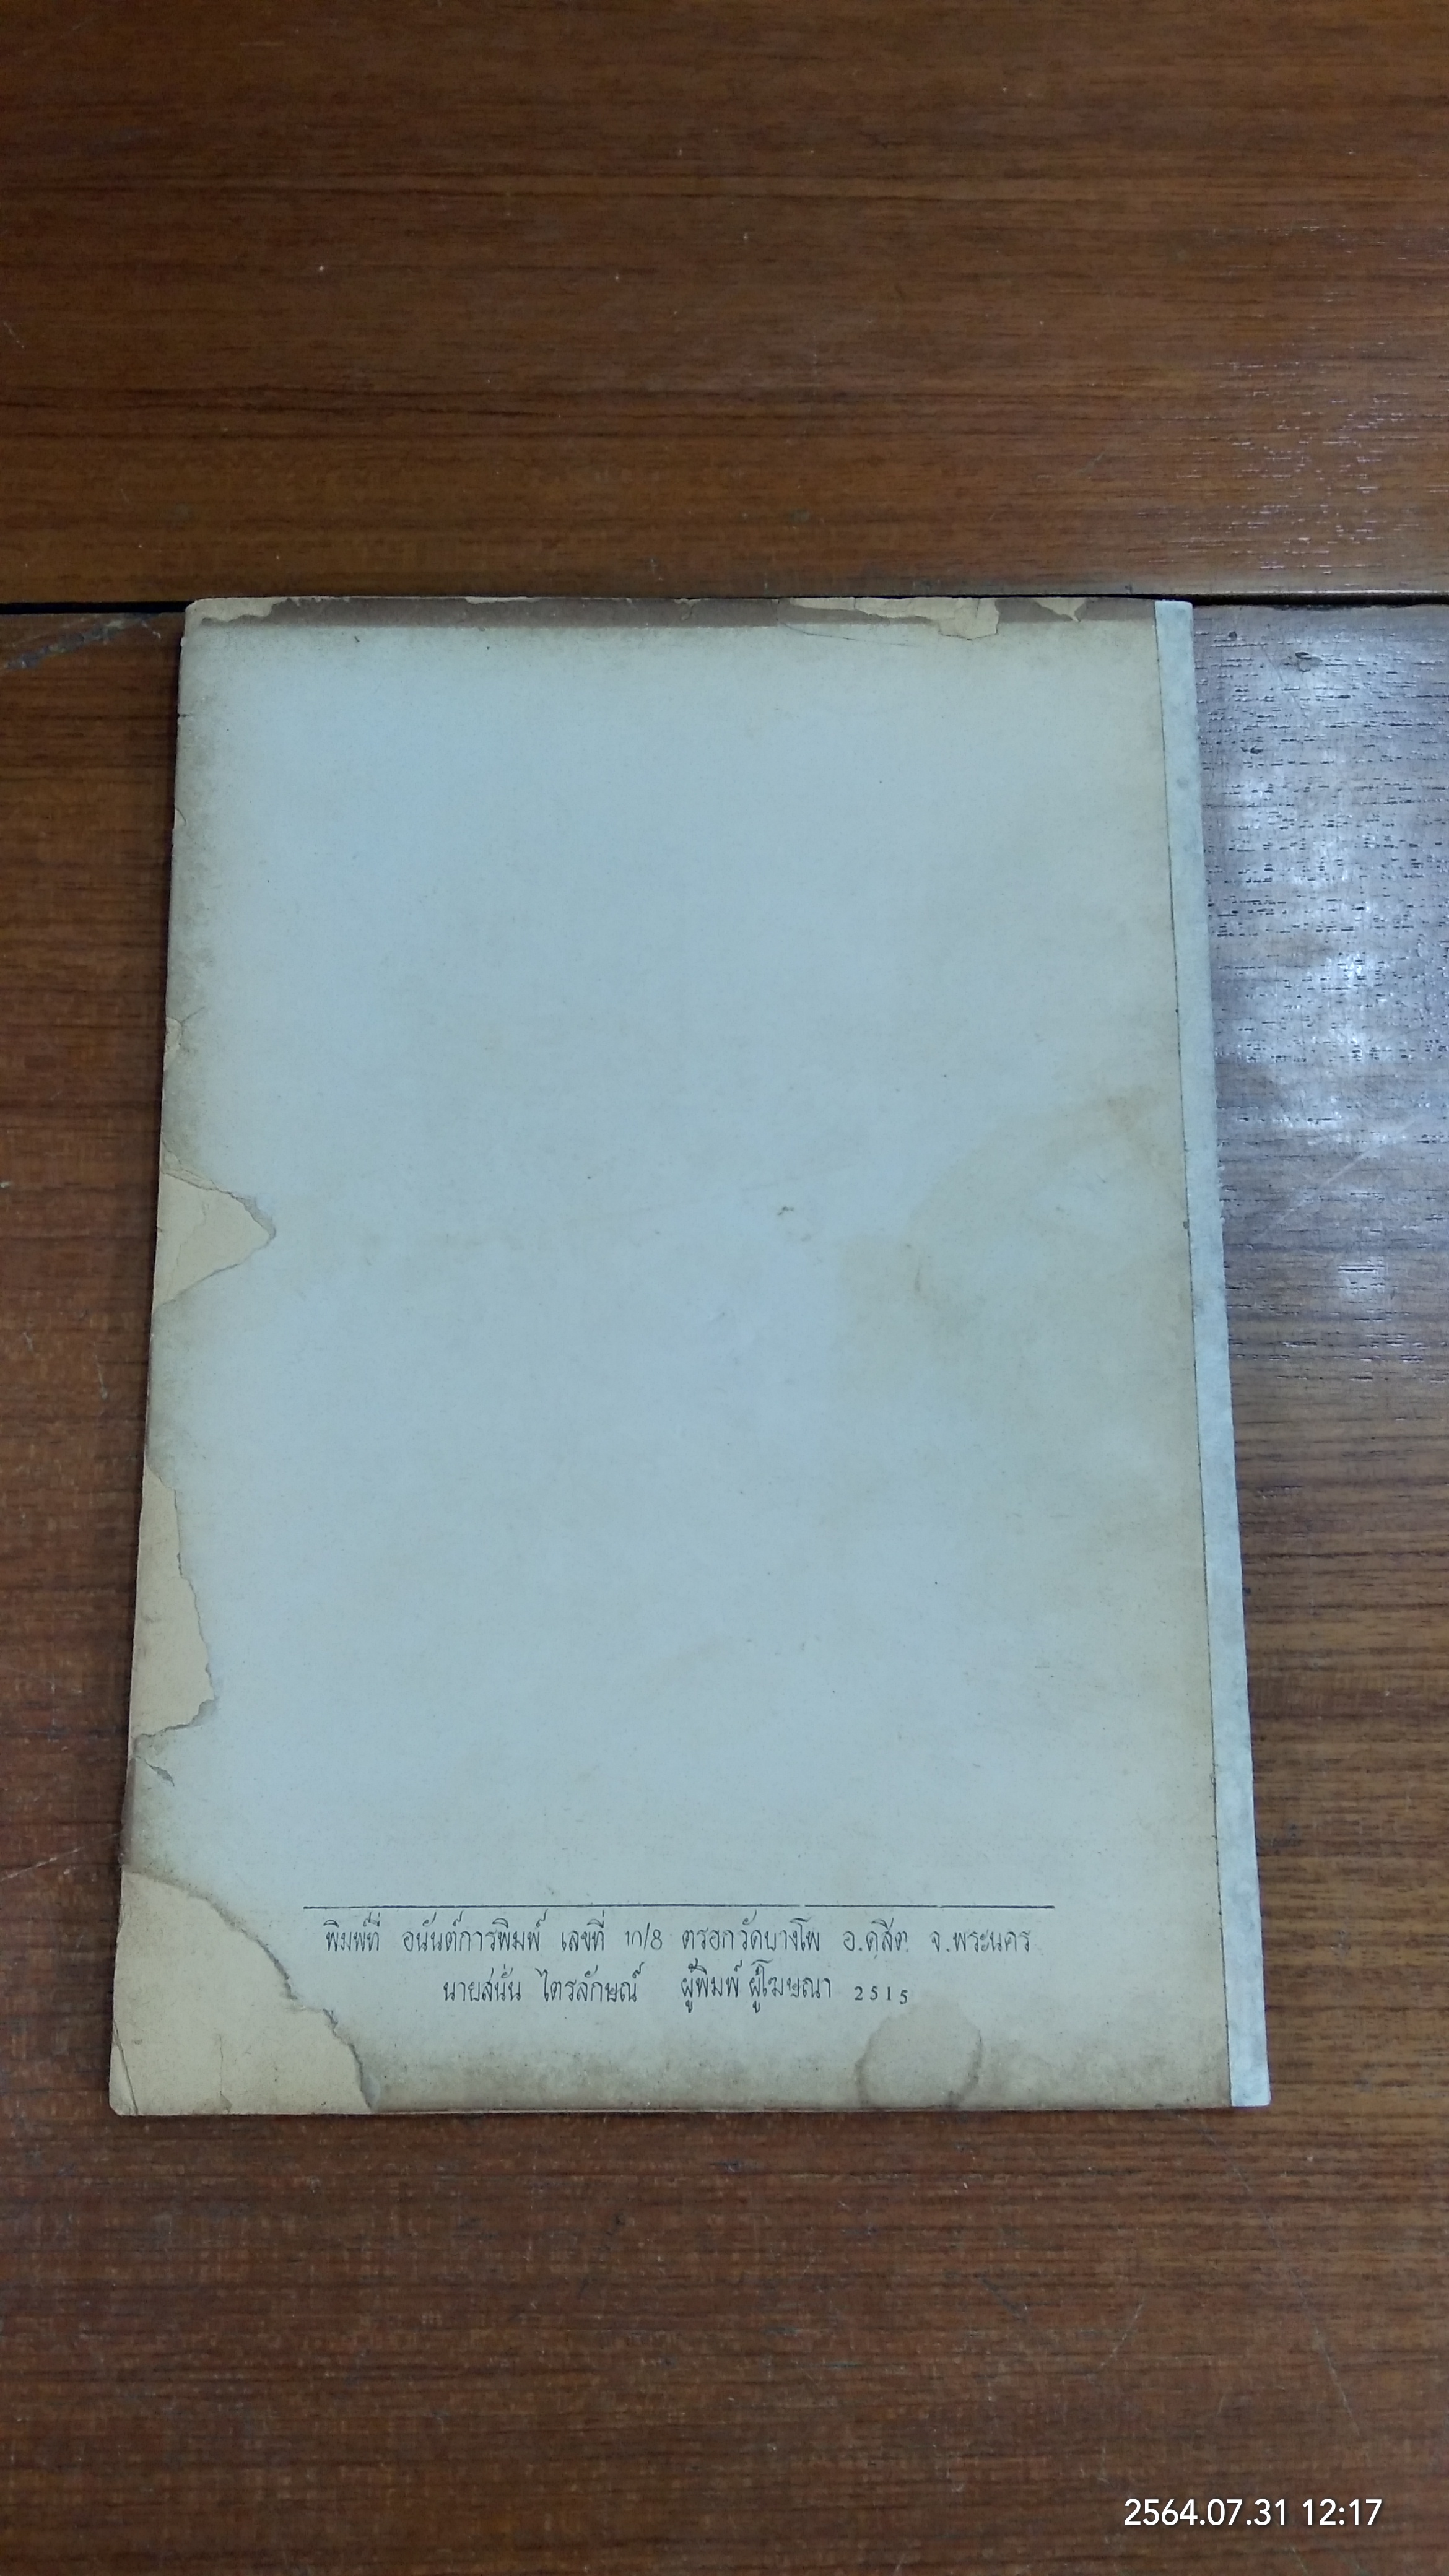 พิมพ์ที่ อนันต์การพิมพ์ เลขที่ 10/8 ตรอกวัดบางโพ อ.ดุสิต จ.พระนคร
นายสนั่น ไตรลักษณ์ ผู้พิมพ์ ผู้โฆษณา 2515
2564.07.31 12:17